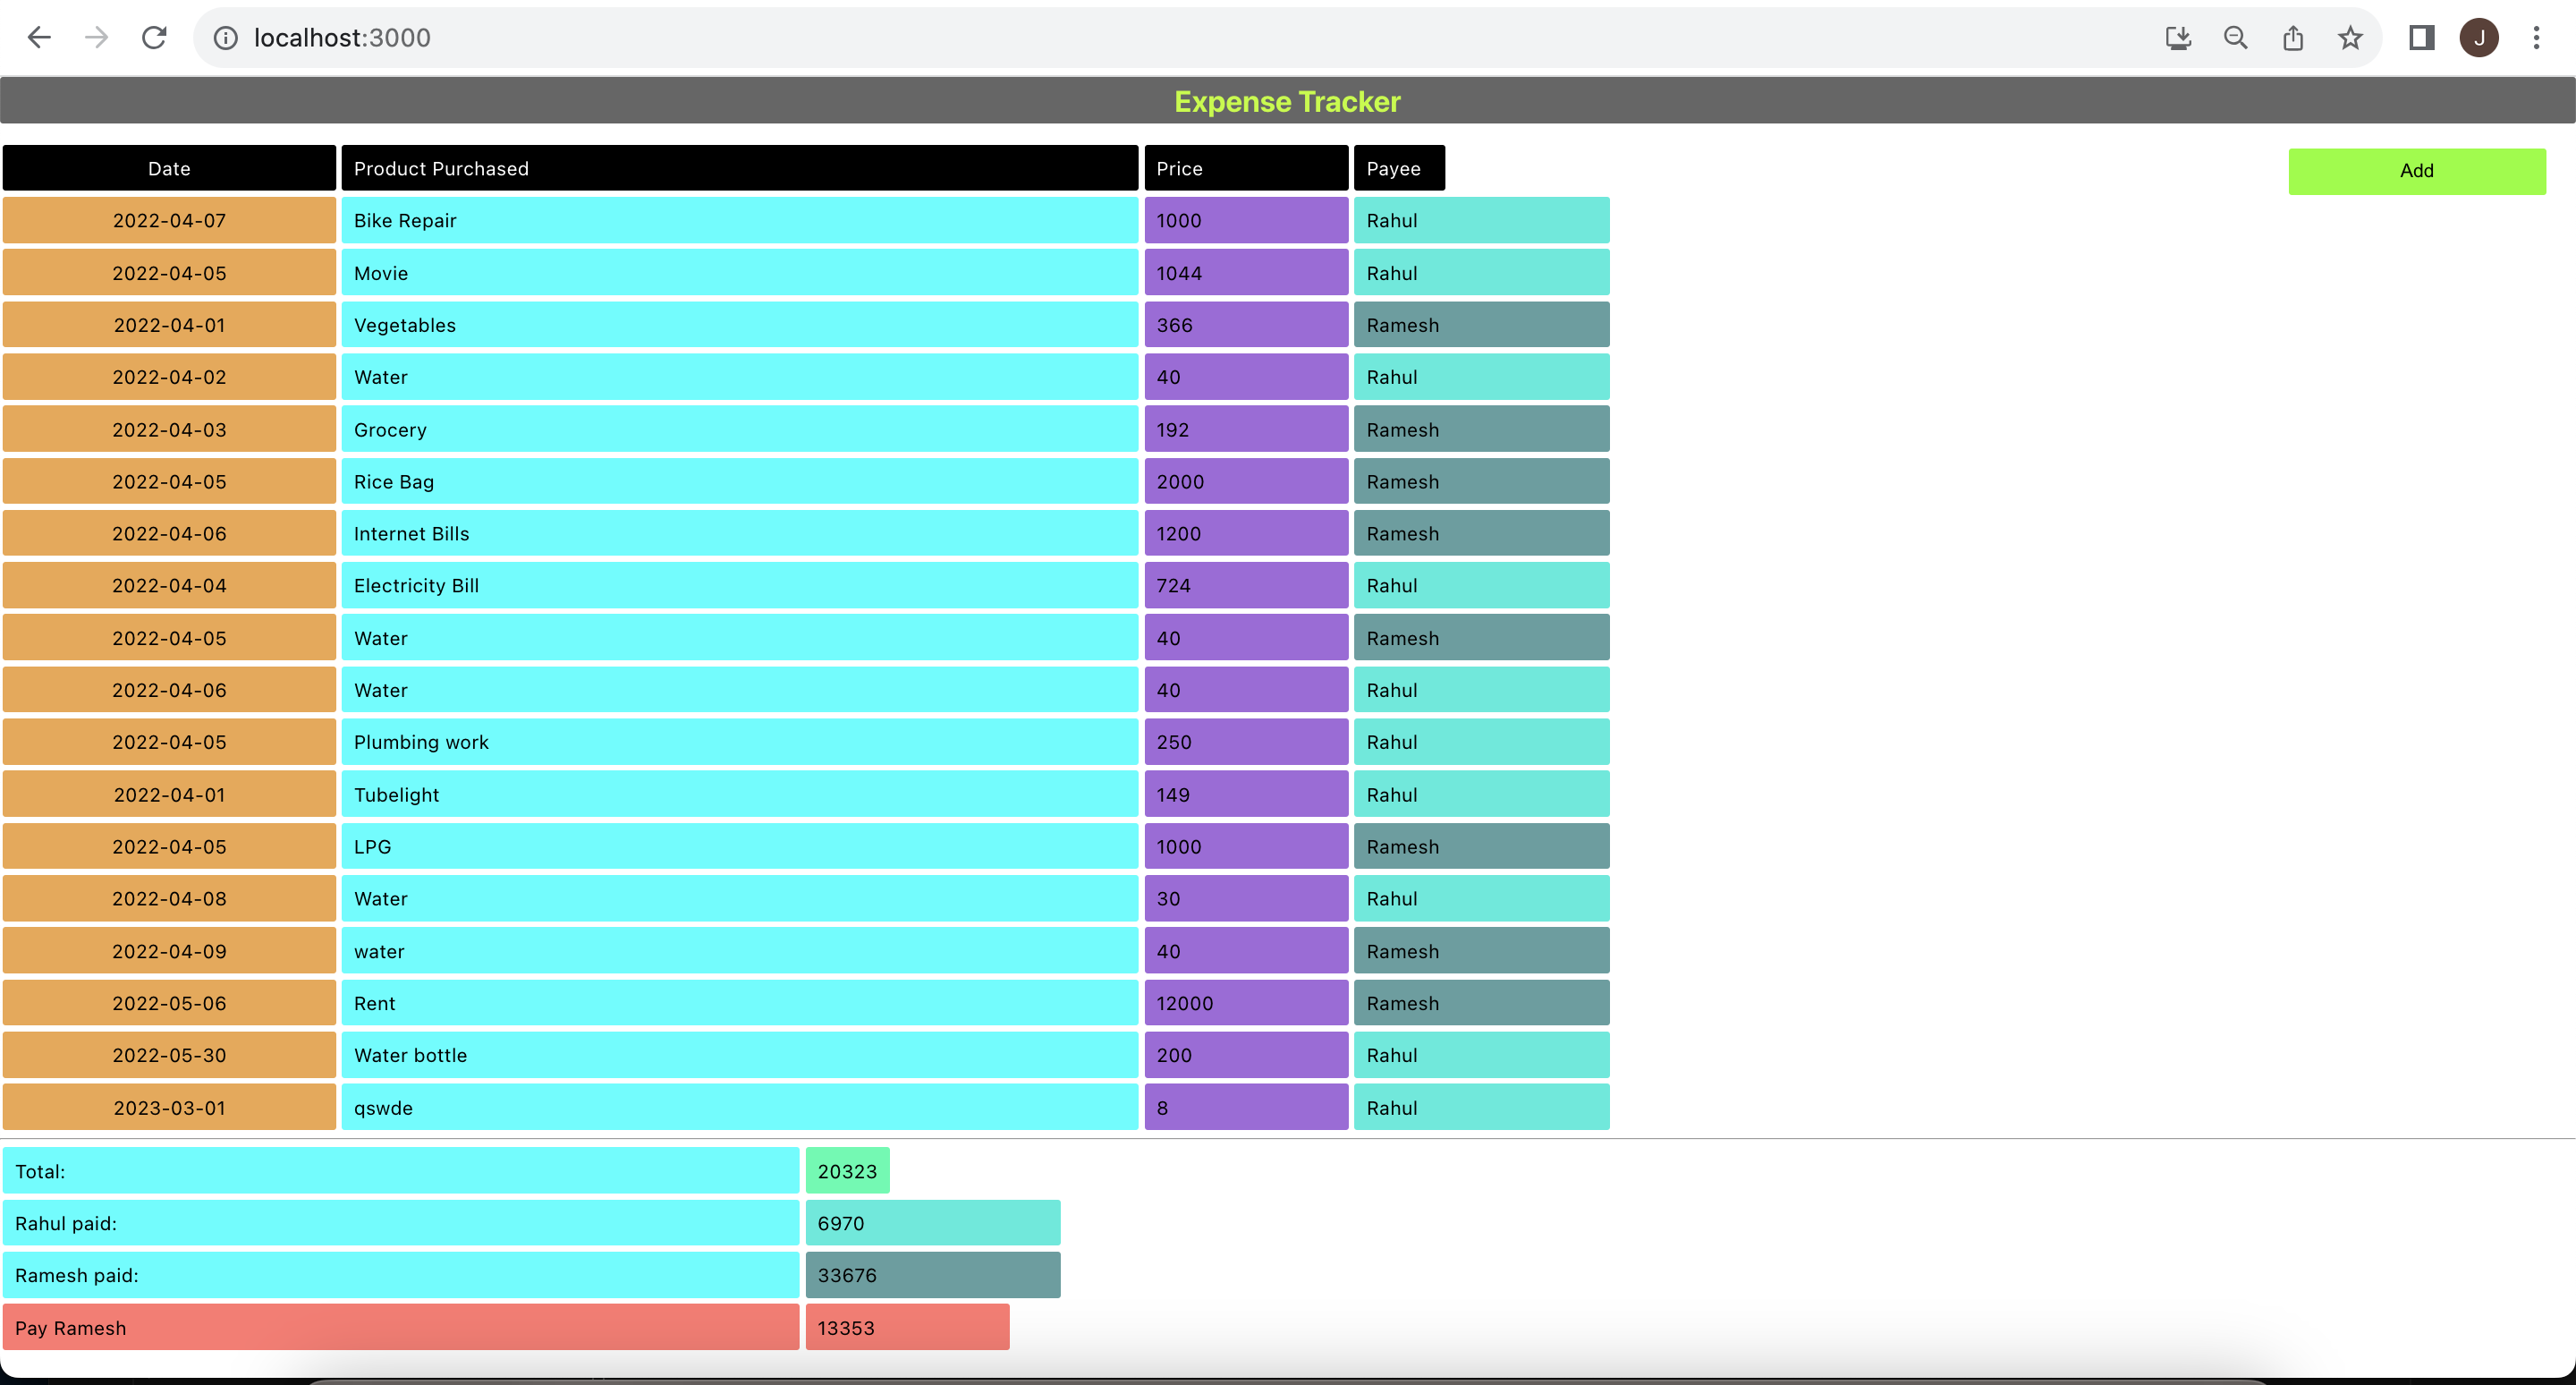 localhost:3000
J
Expense Tracker
Date Product Purchased Price Payee Add
2022-04-07 Bike Repair 1000 Rahul
2022-04-05 Movie 1044 Rahul
2022-04-01 Vegetables 366 Ramesh
2022-04-02 Water 40 Rahul
2022-04-03 Grocery 192 Ramesh
2022-04-05 Rice Bag 2000 Ramesh
2022-04-06 Internet Bills 1200 Ramesh
2022-04-04 Electricity Bill 724 Rahul
2022-04-05 Water 40 Ramesh
2022-04-06 Water 40 Rahul
2022-04-05 Plumbing work 250 Rahul
2022-04-01 Tubelight 149 Rahul
2022-04-05 LPG 1000 Ramesh
2022-04-08 Water 30 Rahul
2022-04-09 water 40 Ramesh
2022-05-06 Rent 12000 Ramesh
2022-05-30 Water bottle 200 Rahul
2023-03-01 qswde 8 Rahul
Total: 20323
Rahul paid: 6970
Ramesh paid: 33676
Pay Ramesh 13353